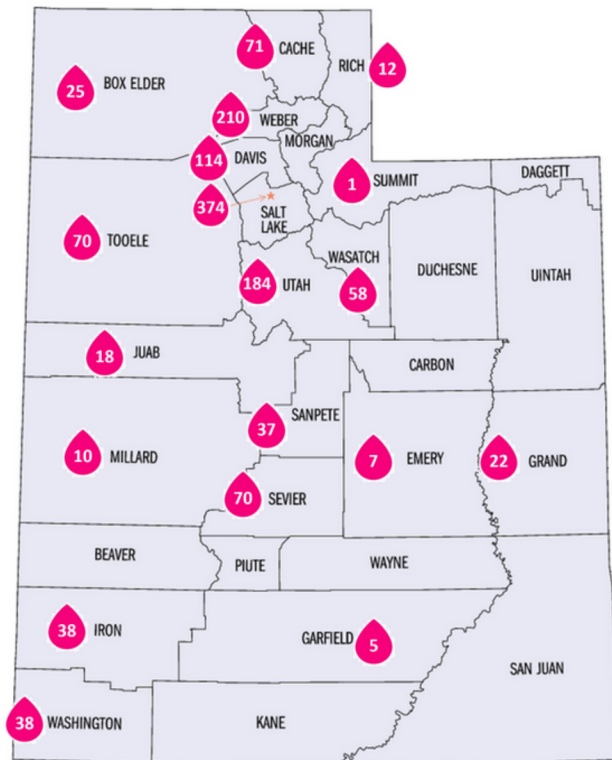 71 CACHE
RICH 12
25 BOX ELDER
210 WEBER
MORGAN
114 DAVIS
DAGGETT
1 SUMMIT
374
SALT
LAKE
70 TOOELE
WASATCH
DUCHESNE
UINTAH
184 UTAH
58
18 JUAB
CARBON
SANPETE
37
10 MILLARD
7 EMERY
22 GRAND
70 SEVIER
BEAVER
PIUTE
WAYNE
38 IRON
GARFIELD 5
SAN JUAN
38 WASHINGTON
KANE